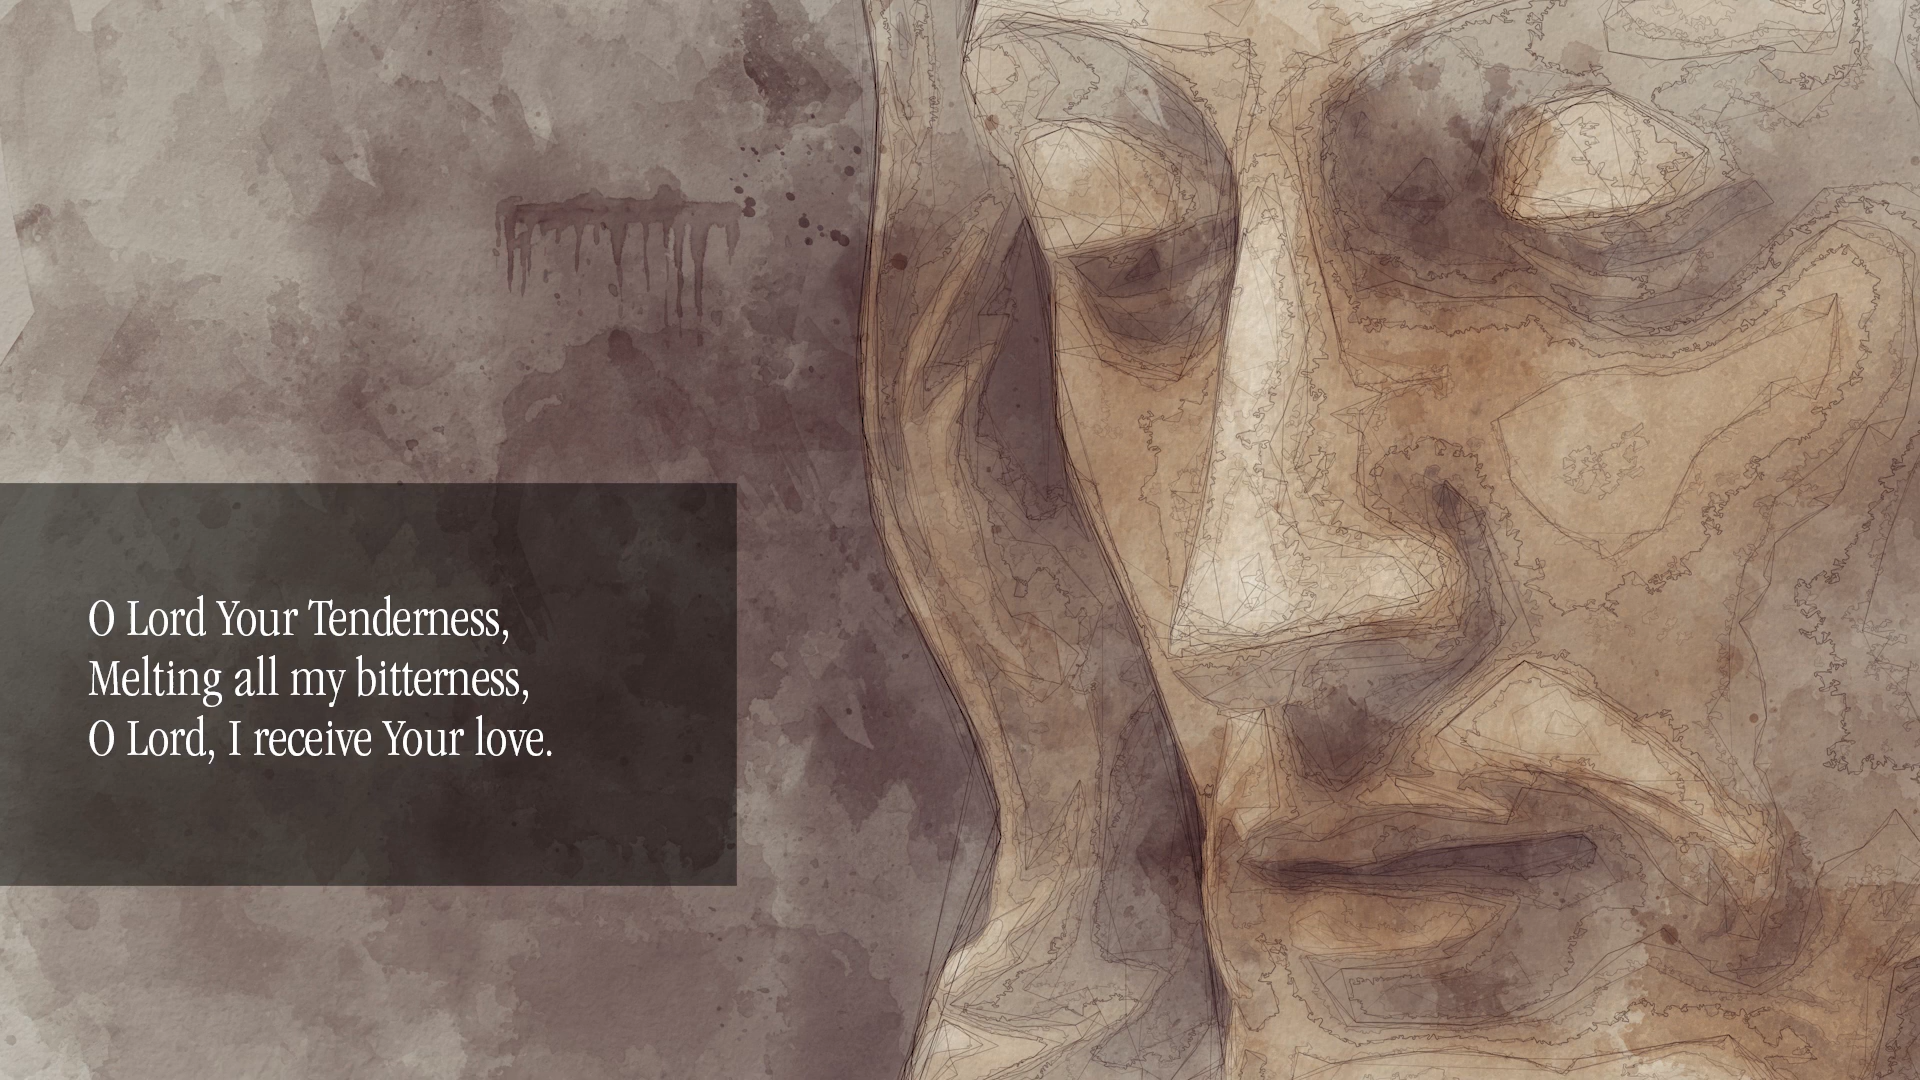 O Lord Your Tenderness,
Melting all my bitterness,
O Lord, I receive Your love.